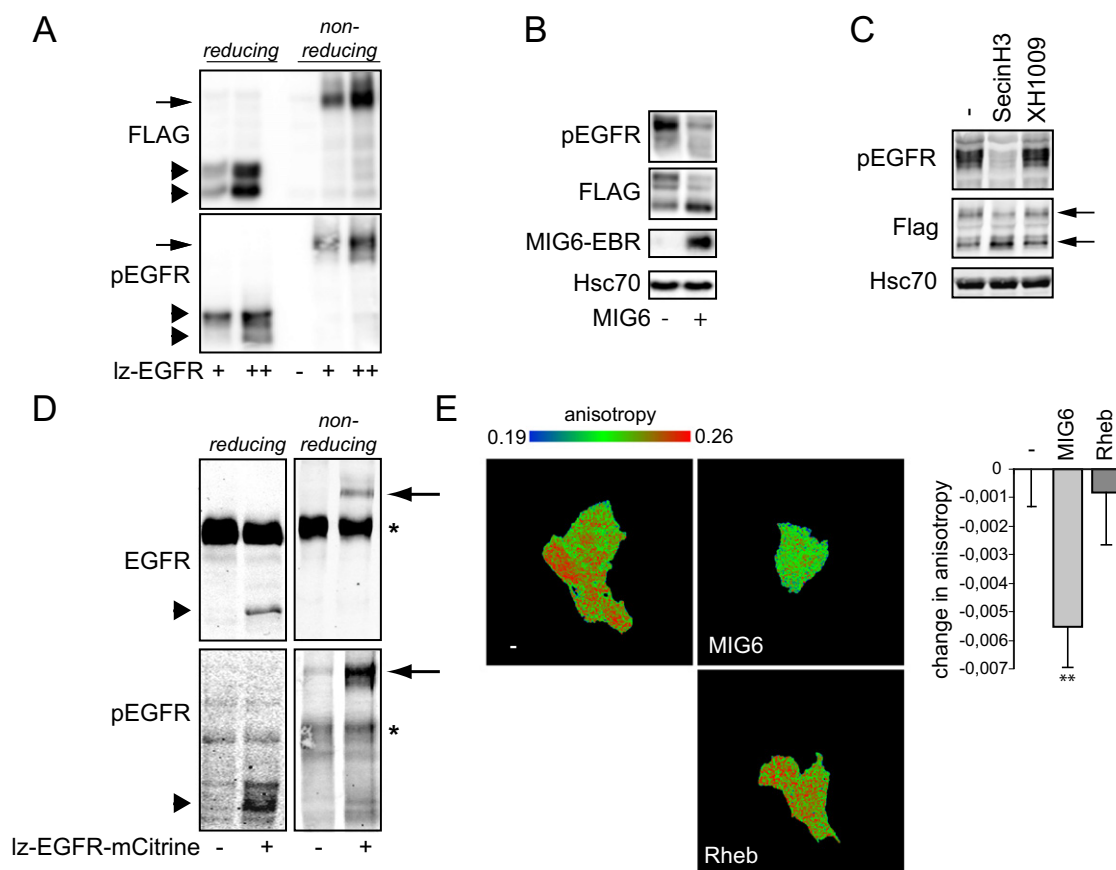 A
reducing
non-
reducing
FLAG
pEGFR
lz-EGFR + ++ - + ++
B
pEGFR
FLAG
MIG6-EBR
Hsc70
MIG6 - +
C
-
SecinH3
XH1009
pEGFR
Flag
Hsc70
D
reducing
non-
reducing
EGFR
*
pEGFR
*
lz-EGFR-mCitrine - + - +
E
anisotropy
0.19 0.26
-
MIG6
Rheb
-
MIG6
Rheb
change in anisotropy
0
-0,001
-0,002
-0,003
-0,004
-0,005
-0,006
-0,007
**